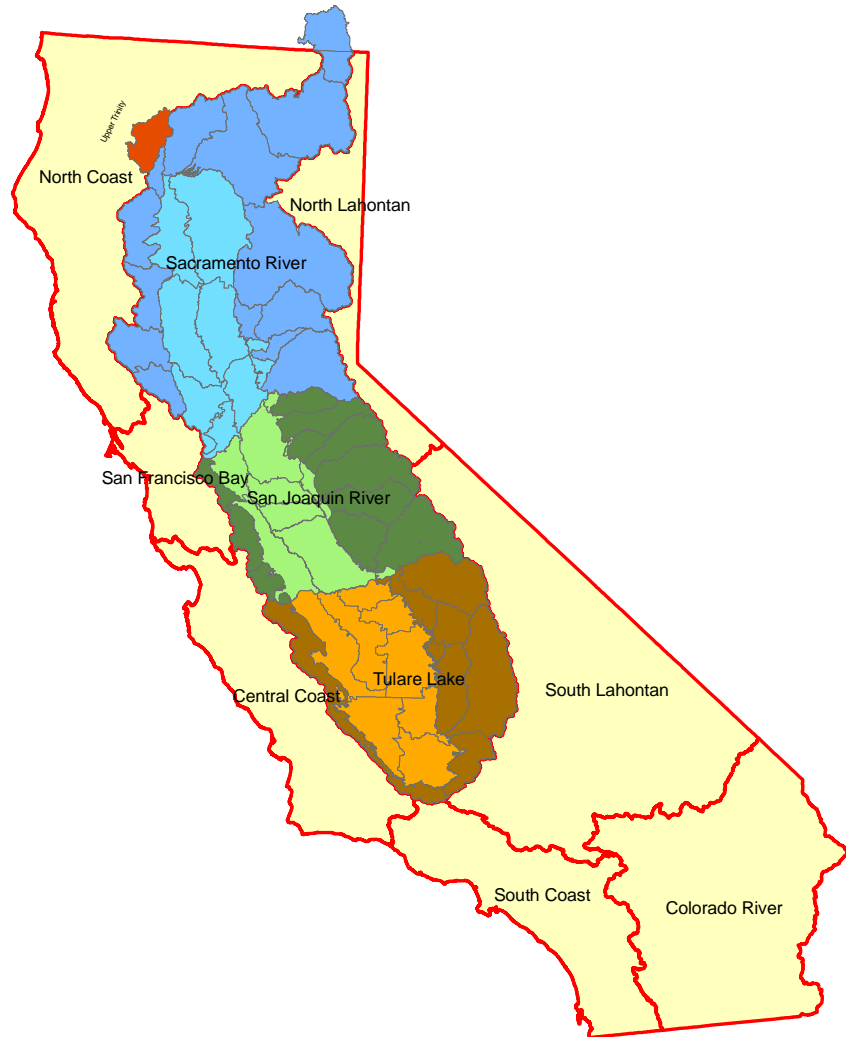 Upper Trinity
North Coast
North Lahontan
Sacramento River
San Francisco Bay
San Joaquin River
Tulare Lake
Central Coast
South Lahontan
South Coast
Colorado River